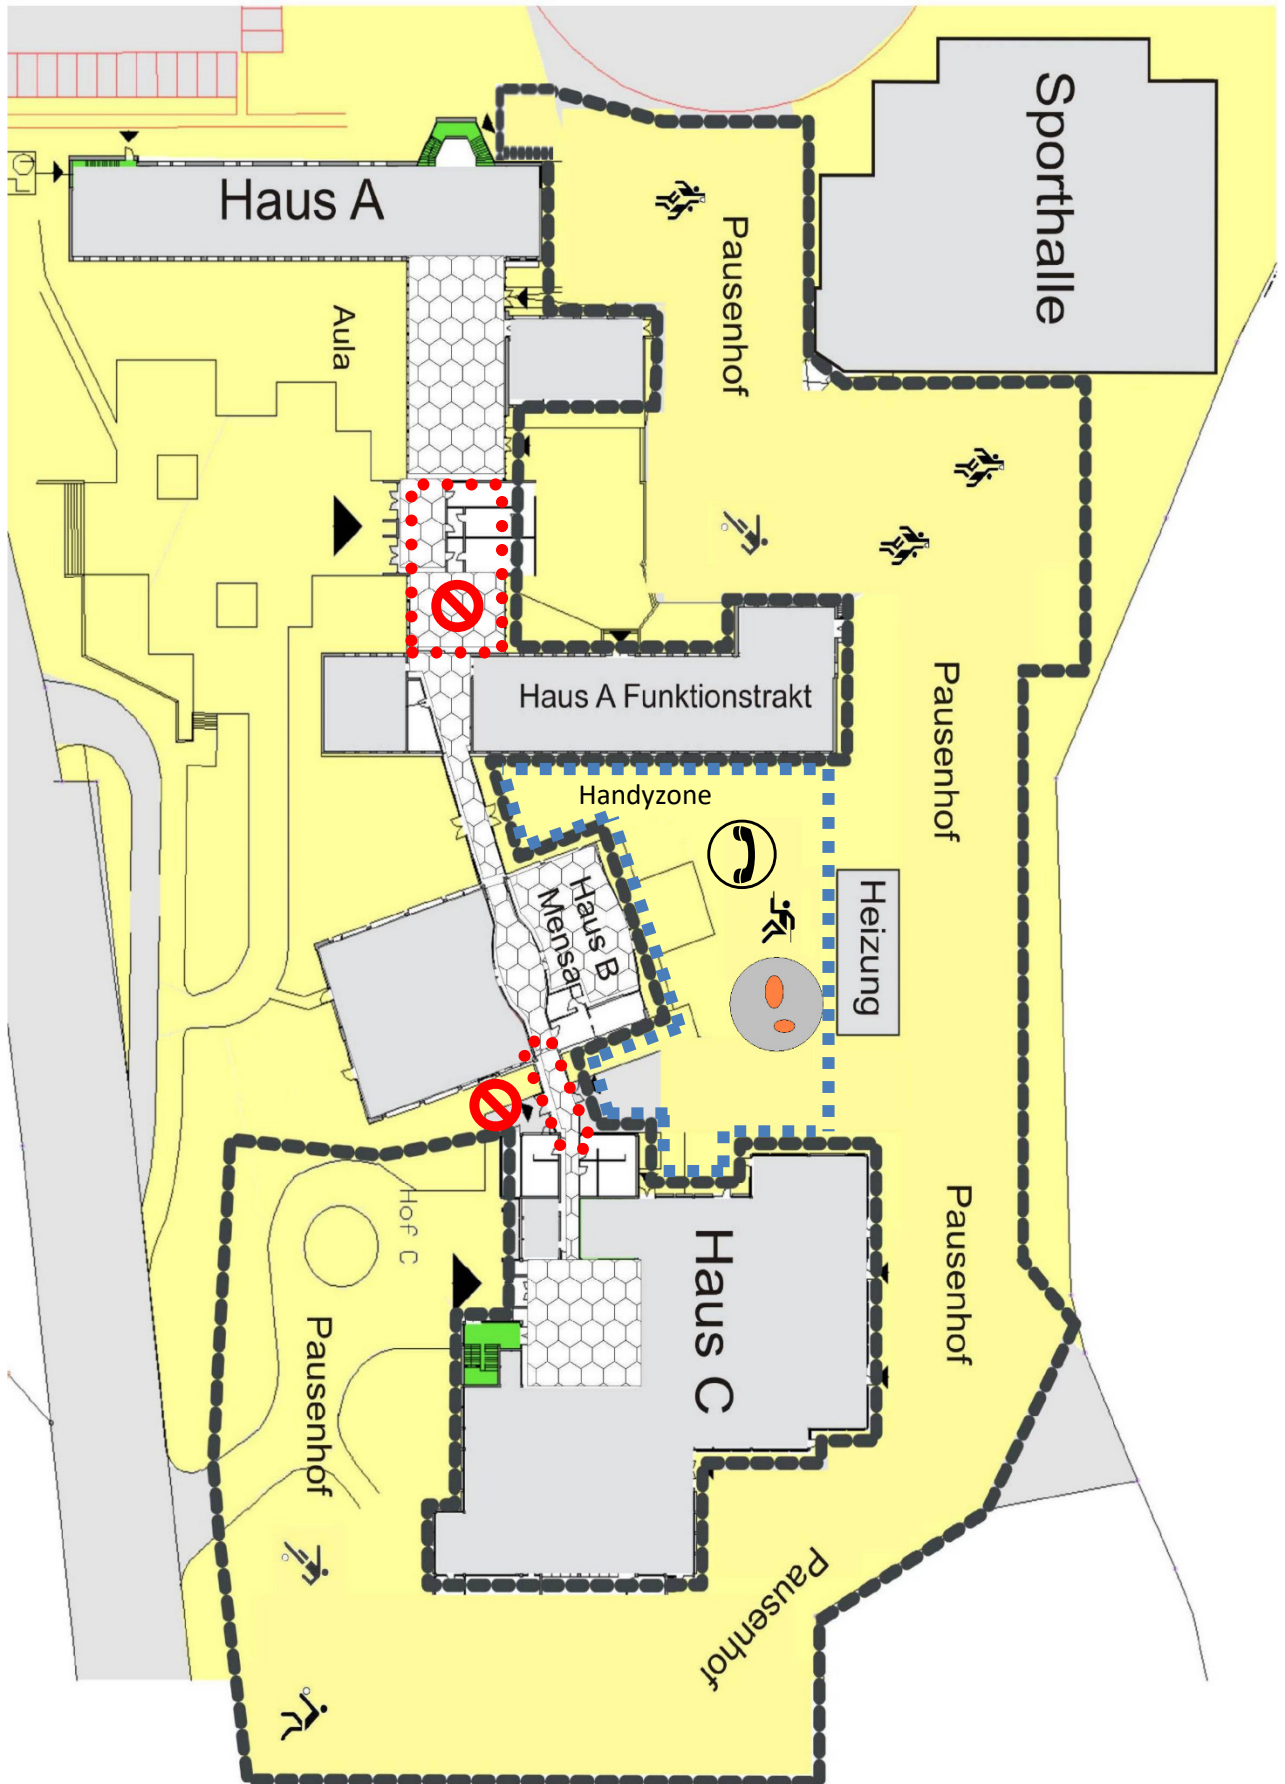 Sporthalle
Haus A
Pausenhof
Aula
Pausenhof
Haus A Funktionstrakt
Handyzone
Haus B
Mensa
Heizung
Pausenhof
Hof C
Haus C
Pausenhof
Pausenhof